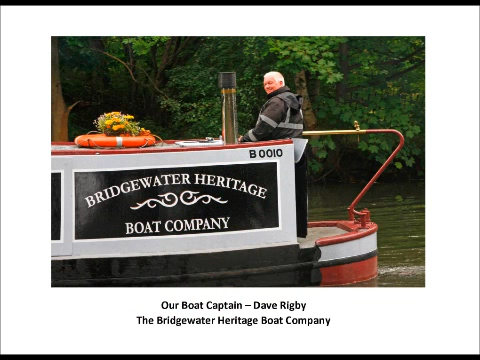 B 0010
BRIDGEWATER HERITAGE
BOAT COMPANY
Our Boat Captain – Dave Rigby
The Bridgewater Heritage Boat Company